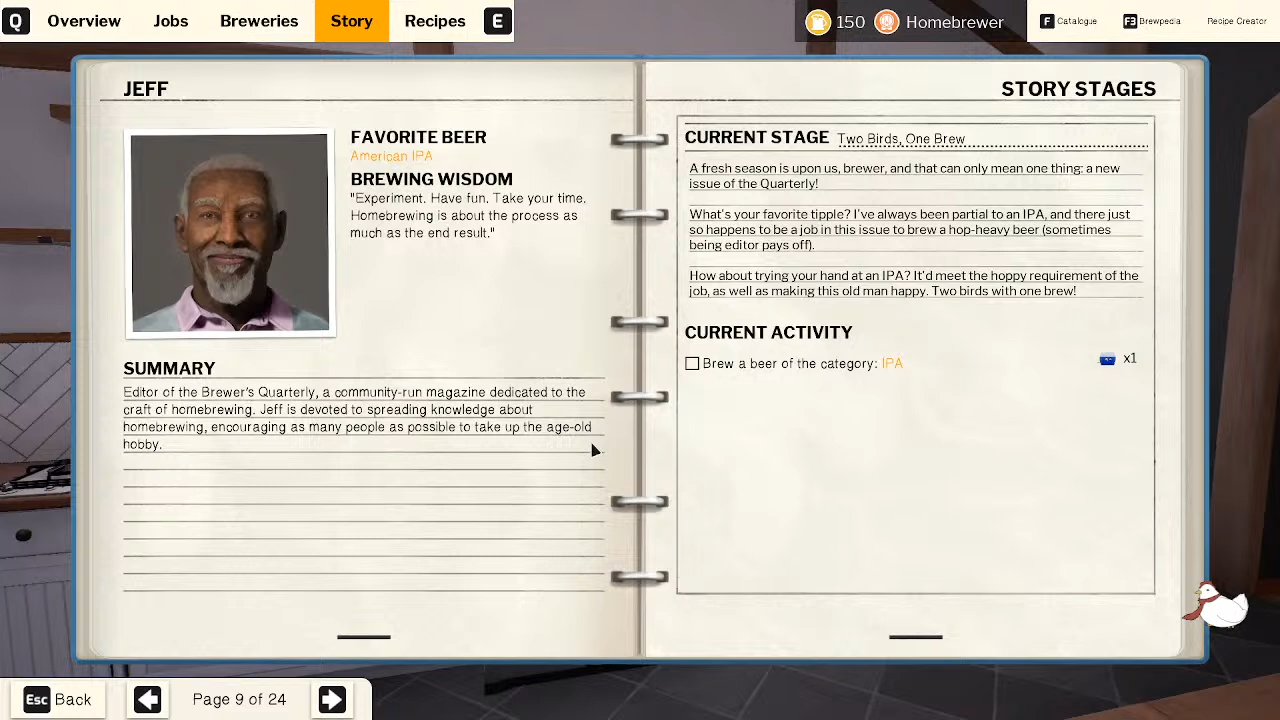 Q Overview Jobs Breweries Story Recipes E 150 Homebrewer F Catalogue F3 Brewpedia Recipe Creator
JEFF
FAVORITE BEER
American IPA
BREWING WISDOM
"Experiment. Have fun. Take your time.
Homebrewing is about the process as
much as the end result."
SUMMARY
Editor of the Brewer's Quarterly, a community-run magazine dedicated to the
craft of homebrewing. Jeff is devoted to spreading knowledge about
homebrewing, encouraging as many people as possible to take up the age-old
hobby.
STORY STAGES
CURRENT STAGE Two Birds, One Brew
A fresh season is upon us, brewer, and that can only mean one thing: a new
issue of the Quarterly!
What's your favorite tipple? I've always been partial to an IPA, and there just
so happens to be a job in this issue to brew a hop-heavy beer (sometimes
being editor pays off).
How about trying your hand at an IPA? It'd meet the hoppy requirement of the
job, as well as making this old man happy. Two birds with one brew!
CURRENT ACTIVITY
Brew a beer of the category: IPA x1
Esc Back Page 9 of 24